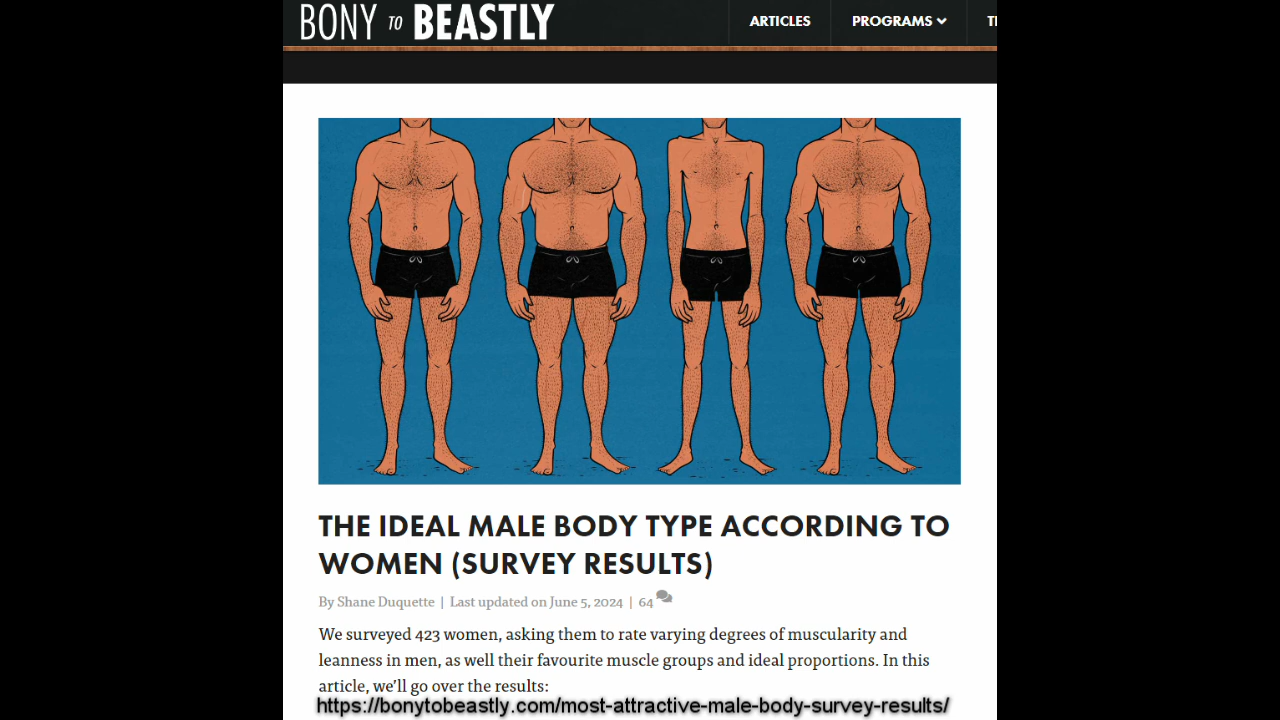 BONY TO BEASTLY
ARTICLES
PROGRAMS
THE IDEAL MALE BODY TYPE ACCORDING TO
WOMEN (SURVEY RESULTS)
By Shane Duquette | Last updated on June 5, 2024 | 64
We surveyed 423 women, asking them to rate varying degrees of muscularity and
leanness in men, as well their favourite muscle groups and ideal proportions. In this
article, we'll go over the results:
https://bonytobeastly.com/most-attractive-male-body-survey-results/